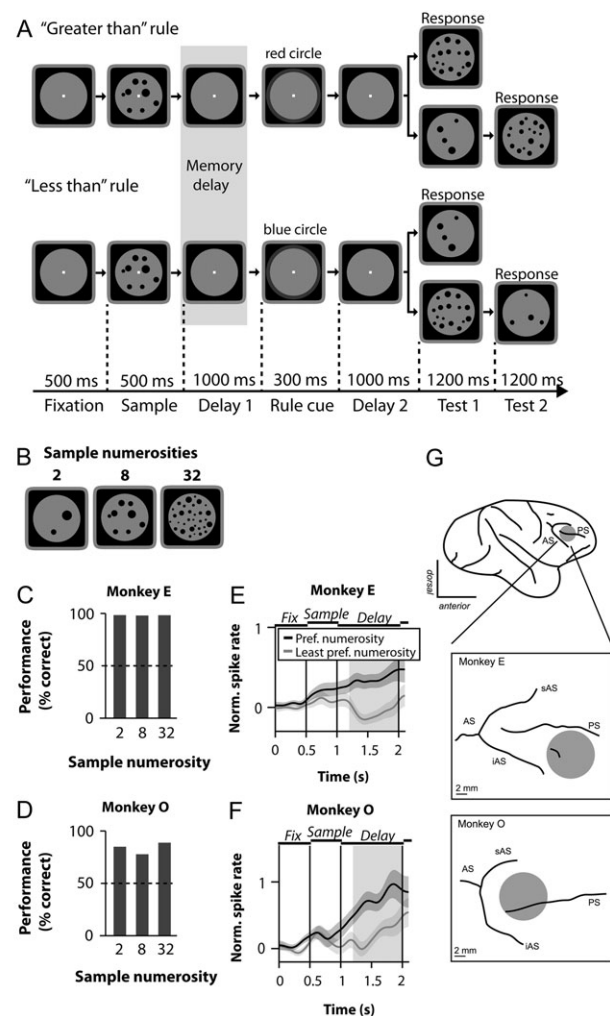 A
"Greater than" rule
Response
red circle
Response
Memory
delay
"Less than" rule
Response
blue circle
Response
500 ms 500 ms 1000 ms 300 ms 1000 ms 1200 ms 1200 ms
Fixation Sample Delay 1 Rule cue Delay 2 Test 1 Test 2
B
Sample numerosities
2 8 32
C
Monkey E
Performance
(% correct)
100
50
0
2 8 32
Sample numerosity
D
Monkey O
Performance
(% correct)
100
50
0
2 8 32
Sample numerosity
E
Monkey E
Fix Sample Delay
Pref. numerosity
Least pref. numerosity
Norm. spike rate
1
0
0 0.5 1 2
Time (s)
F
Monkey O
Fix Sample Delay
Norm. spike rate
1
0
0 0.5 1 2
Time (s)
G
AS
PS
dorsal
anterior
Monkey E
sAS
AS
PS
iAS
2 mm
Monkey O
sAS
AS
PS
iAS
2 mm